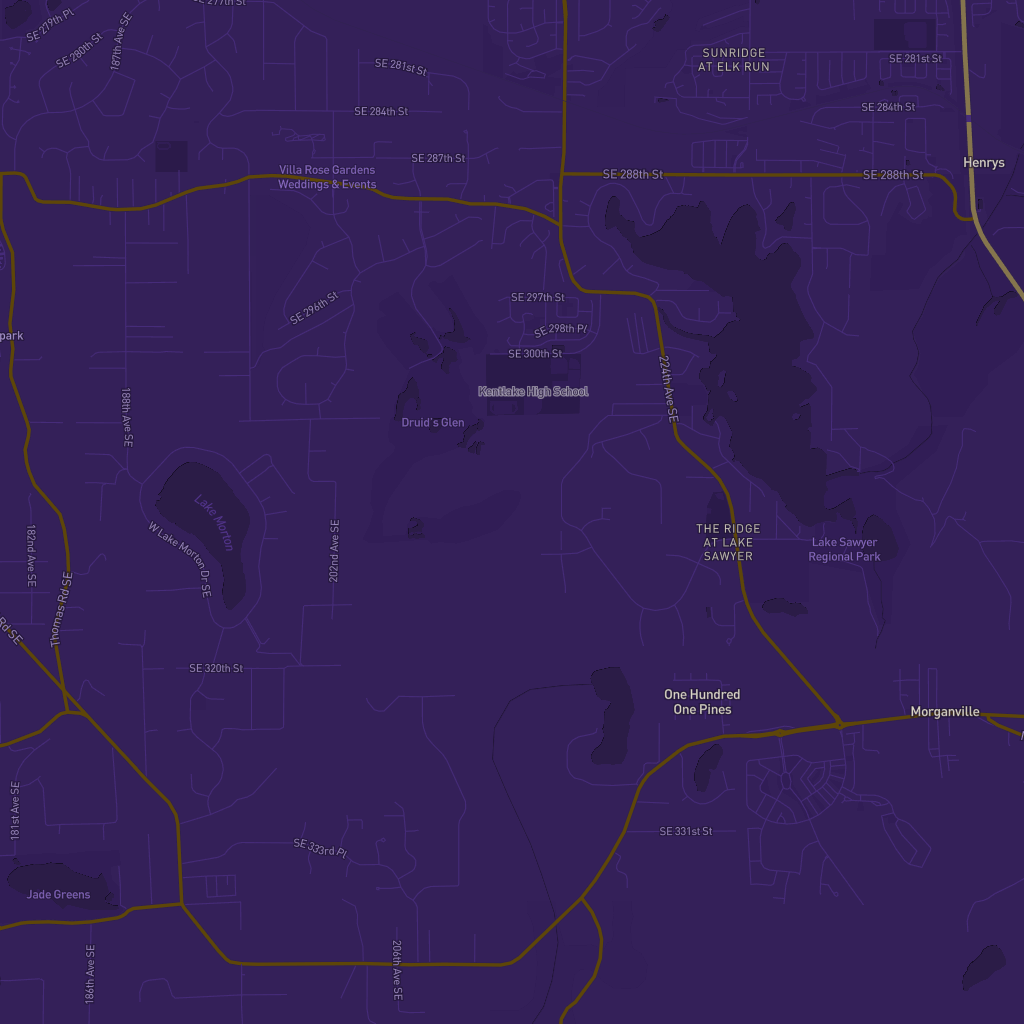 SE 277th St
SE 279th Pl
SE 280th St
187th Ave SE
SE 281st St
SUNRIDGE
AT ELK RUN
SE 281st St
SE 284th St
SE 284th St
SE 287th St
Henrys
Villa Rose Gardens
Weddings & Events
SE 288th St
SE 288th St
SE 296th St
SE 297th St
SE 298th Pl
park
SE 300th St
224th Ave SE
Kentlake High School
188th Ave SE
Druid's Glen
Lake Morton
W Lake Morton Dr SE
182nd Ave SE
202nd Ave SE
THE RIDGE
AT LAKE
SAWYER
Lake Sawyer
Regional Park
Thomas Rd SE
Rd SE
SE 320th St
One Hundred
One Pines
Morganville
181st Ave SE
SE 331st St
SE 333rd Pl
Jade Greens
186th Ave SE
206th Ave SE